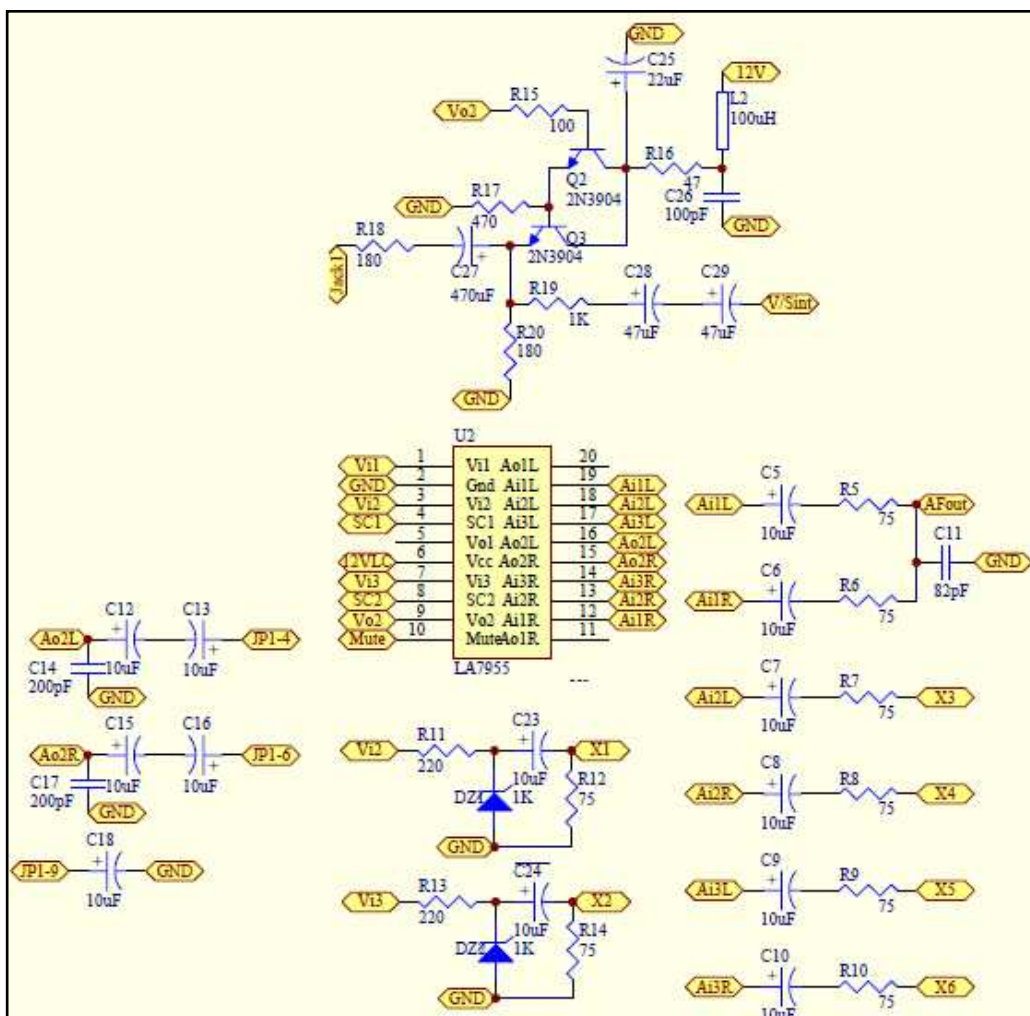 GND
C25
22uF
+
12V
L2
100uH
R15
100
Vo2
R16
47
C26
100pF
GND
Q2
2N3904
R17
470
GND
Q3
2N3904
R18
180
Jack1
C27
470uF
+
R19
1K
C28
+
47uF
C29
+
47uF
V/Sint
R20
180
GND
U2
Vi1 1 Vi1 Ao1L 20
GND 2 Gnd Ai1L 19 Ai1L
Vi2 3 Vi2 Ai2L 18 Ai2L
SC1 4 SC1 Ai3L 17 Ai3L
5 Vo1 Ao2L 16 Ao2L
12VLC 6 Vcc Ao2R 15 Ao2R
Vi3 7 Vi3 Ai3R 14 Ai3R
SC2 8 SC2 Ai2R 13 Ai2R
Vo2 9 Vo2 Ai1R 12 Ai1R
Mute 10 Mute Ao1R 11
LA7955
---
C5
Ai1L + R5 AFout
10uF 75
C11
GND
82pF
C6
Ai1R + R6
10uF 75
C7
Ai2L + R7 X3
10uF 75
C8
Ai2R + R8 X4
10uF 75
C9
Ai3L + R9 X5
10uF 75
C10
Ai3R + R10 X6
10uF 75
C12 C13
Ao2L + + JP1-4
C14 10uF 10uF
200pF
GND
C15 C16
Ao2R + + JP1-6
C17 10uF 10uF
200pF
GND
C18
JP1-9 + GND
10uF
C23
Vi2 R11 + X1
220 10uF R12
1K 75
GND
C24
Vi3 R13 + X2
220 10uF R14
1K 75
GND